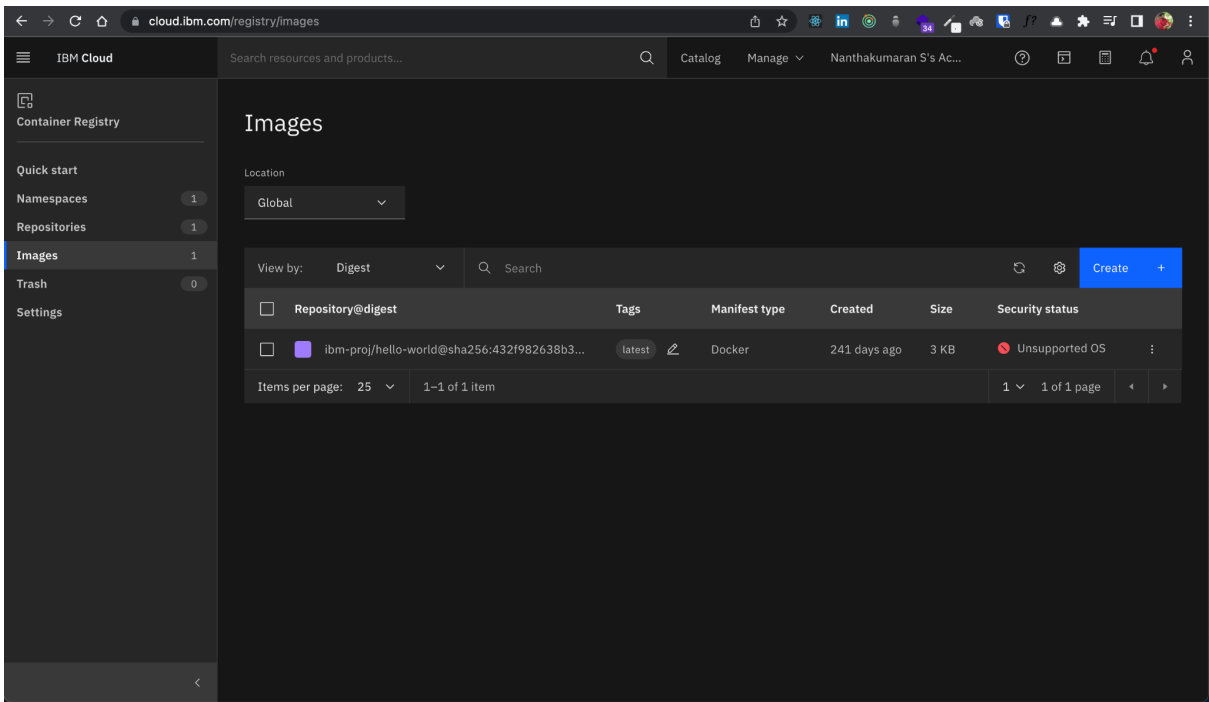 cloud.ibm.com/registry/images
34
IBM Cloud
Search resources and products...
Catalog
Manage
Nanthakumaran S's Ac...
Container Registry
Quick start
Namespaces 1
Repositories 1
Images 1
Trash 0
Settings
Images
Location
Global
View by: Digest
Search
Create +
Repository@digest Tags Manifest type Created Size Security status
ibm-proj/hello-world@sha256:432f982638b3... latest Docker 241 days ago 3 KB Unsupported OS
Items per page: 25 1–1 of 1 item 1 1 of 1 page